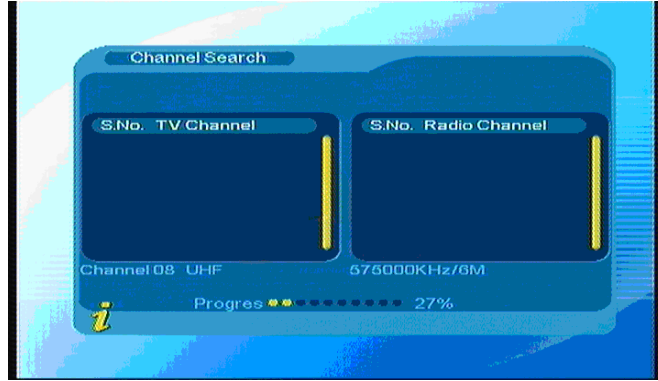 Channel Search
S.No. TV Channel
S.No. Radio Channel
Channel 08 UHF
575000KHz/6M
Progres 27%